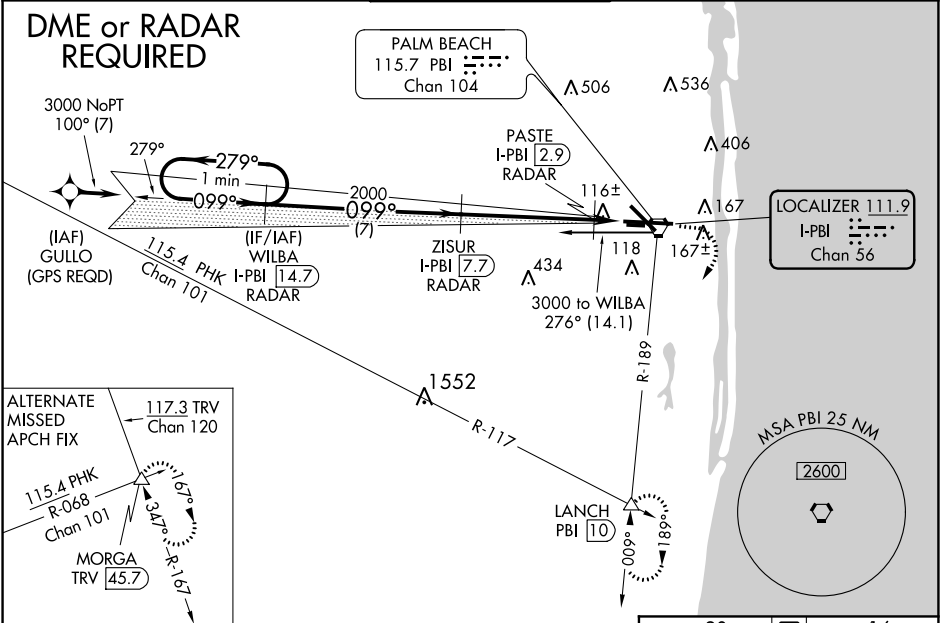 DME or RADAR
REQUIRED
PALM BEACH
115.7 PBI
Chan 104
506
536
406
3000 NoPT
100° (7)
279°
279°
1 min
099°
2000
099°
(7)
PASTE
I-PBI 2.9
RADAR
116±
167
LOCALIZER 111.9
I-PBI
Chan 56
(IAF)
GULLO
(GPS REQD)
115.4 PHK
Chan 101
(IF/IAF)
WILBA
I-PBI 14.7
RADAR
ZISUR
I-PBI 7.7
RADAR
434
118
167±
3000 to WILBA
276° (14.1)
R-189
1552
R-117
ALTERNATE
MISSED
APCH FIX
117.3 TRV
Chan 120
115.4 PHK
R-068
Chan 101
167°
347°
R-167
MORGA
TRV 45.7
LANCH
PBI 10
009°
189°
MSA PBI 25 NM
2600